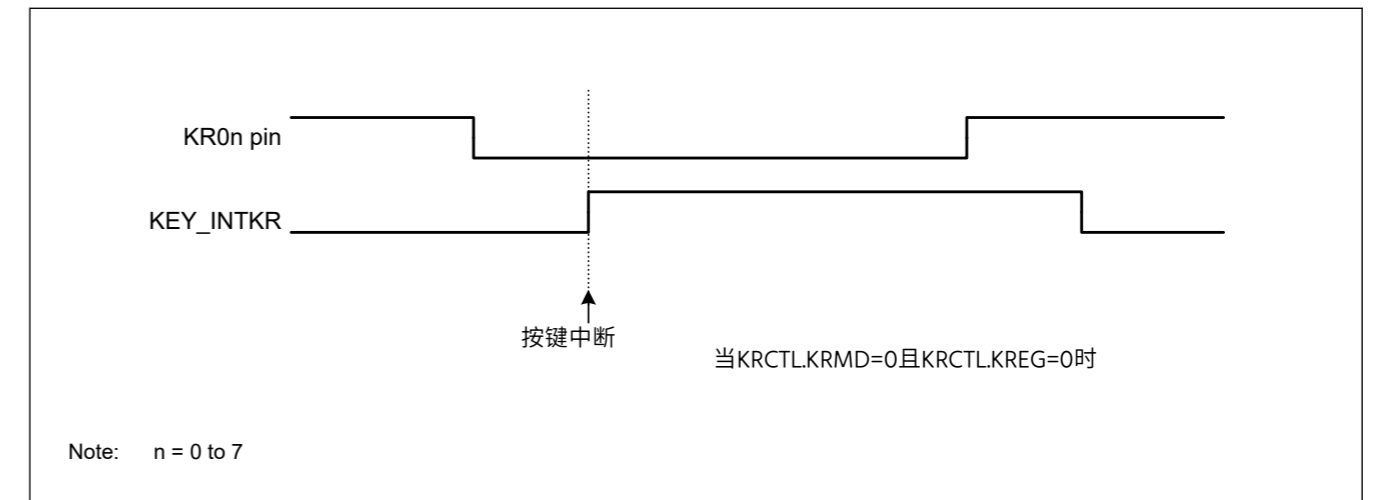 KR0n pin
KEY_INTKR
按键中断
当KRCTL.KRMD=0且KRCTL.KREG=0时
Note: n = 0 to 7